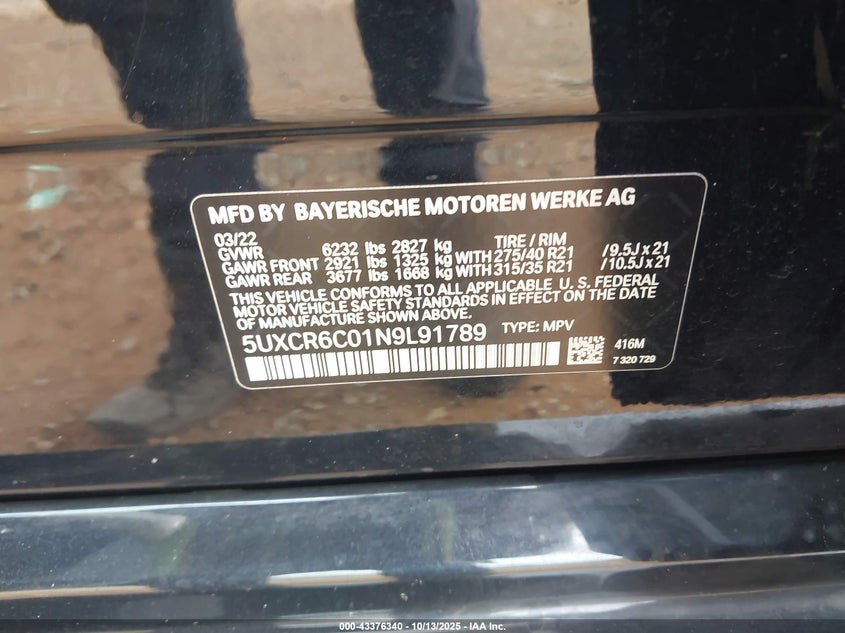 MFD BY BAYERISCHE MOTOREN WERKE AG
03/22 TIRE / RIM
GVWR 6232 lbs 2827 kg
GAWR FRONT 2921 lbs 1325 kg WITH 275/40 R21 /9.5J x 21
GAWR REAR 3677 lbs 1668 kg WITH 315/35 R21 /10.5J x 21
THIS VEHICLE CONFORMS TO ALL APPLICABLE U. S. FEDERAL
MOTOR VEHICLE SAFETY STANDARDS IN EFFECT ON THE DATE
OF MANUFACTURE SHOWN ABOVE.
5UXCR6C01N9L91789 TYPE: MPV
416M
7 320 729
000-43376340 - 10/13/2025 - IAA Inc.